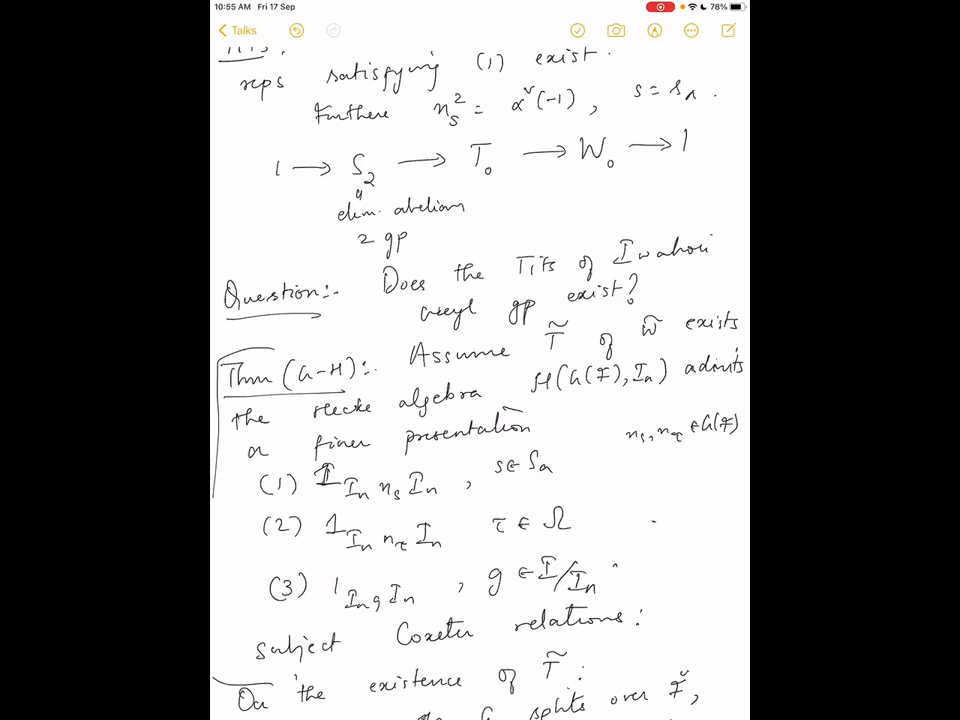 10:55 AM Fri 17 Sep
78%
Talks
reps satisfying (1) exist.
Further n_s^2 = α^∨(-1), s = s_α.
1 → S_2 → T_0 → W_0 → 1
elem. abelian
2 gp
Question:- Does the Tits of Iwahori
weyl gp exist?
Thm (G-H):- Assume T̃ of W̃ exists
the Hecke algebra H(G(F), I_n) admits
a finer presentation
n_s, n_τ ∈ G(F)
(1) 1_{I_n n_s I_n}, s ∈ S_a
(2) 1_{I_n n_τ I_n} τ ∈ Ω
(3) 1_{I_n g I_n}, g ∈ I/I_n
subject Coxeter relations:
On the existence of T̃:
G splits over F̆,